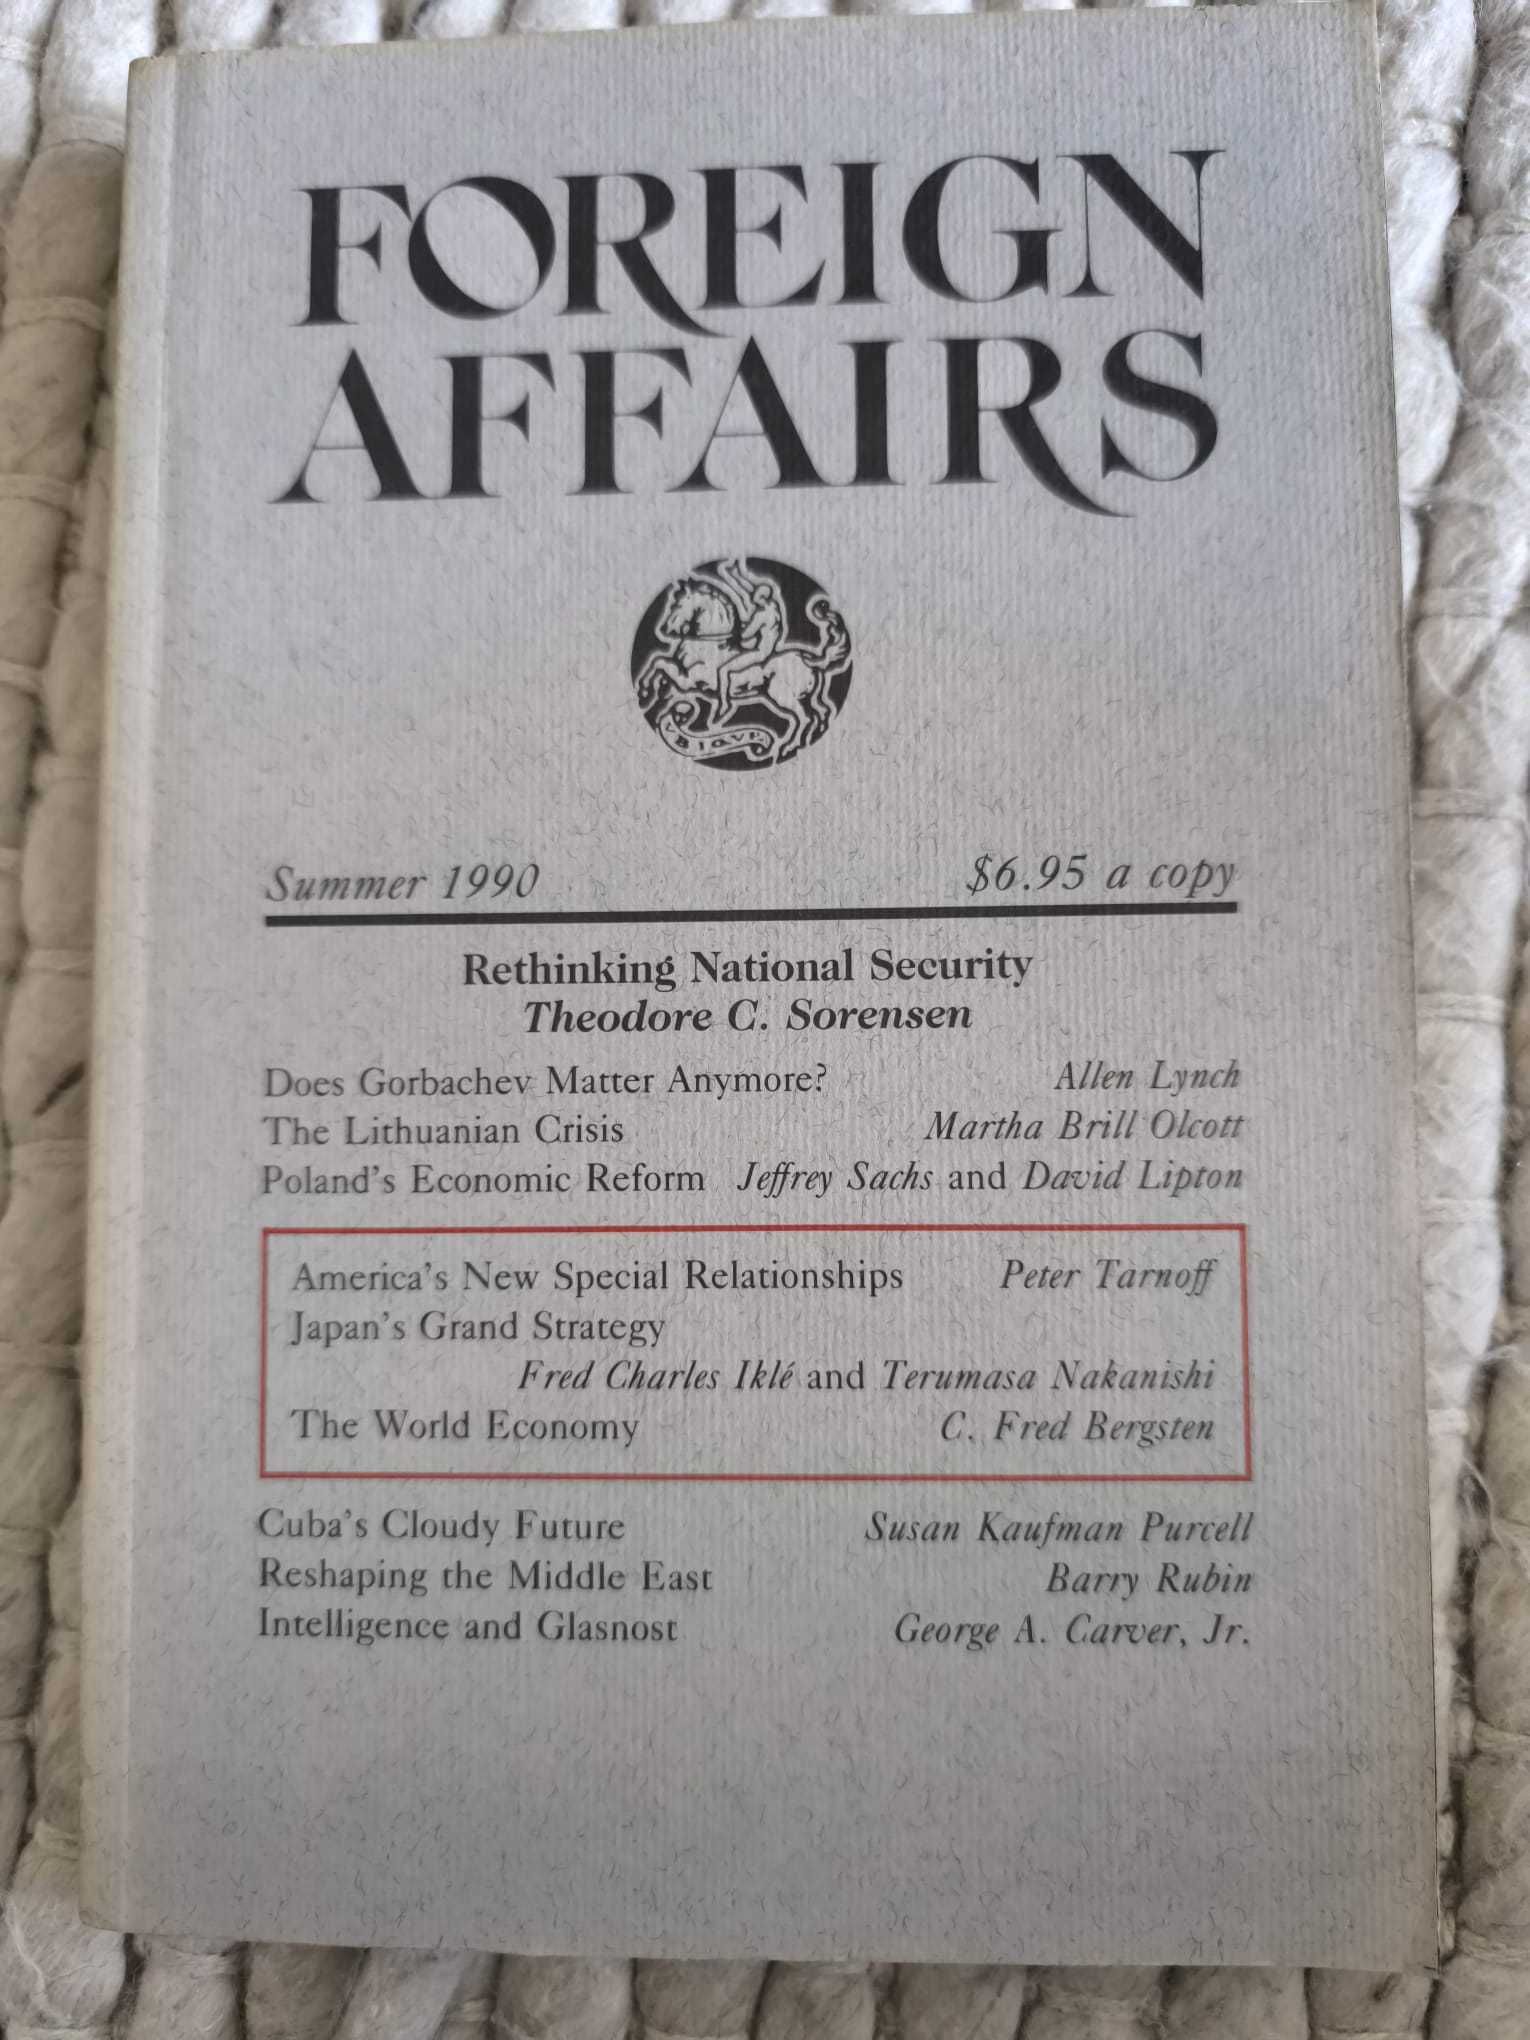 FOREIGN
AFFAIRS
VBIQVE
Summer 1990 $6.95 a copy
Rethinking National Security
Theodore C. Sorensen
Does Gorbachev Matter Anymore? Allen Lynch
The Lithuanian Crisis Martha Brill Olcott
Poland's Economic Reform Jeffrey Sachs and David Lipton
America's New Special Relationships Peter Tarnoff
Japan's Grand Strategy
Fred Charles Iklé and Terumasa Nakanishi
The World Economy C. Fred Bergsten
Cuba's Cloudy Future Susan Kaufman Purcell
Reshaping the Middle East Barry Rubin
Intelligence and Glasnost George A. Carver, Jr.